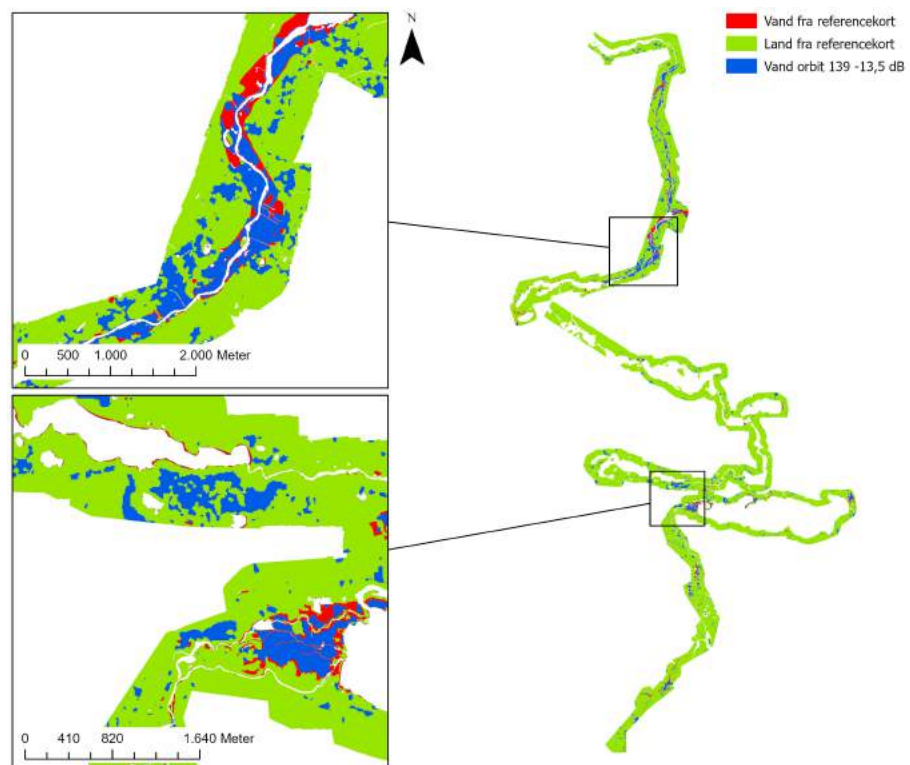 N
Vand fra referencekort
Land fra referencekort
Vand orbit 139 -13,5 dB
0 500 1.000 2.000 Meter
0 410 820 1.640 Meter